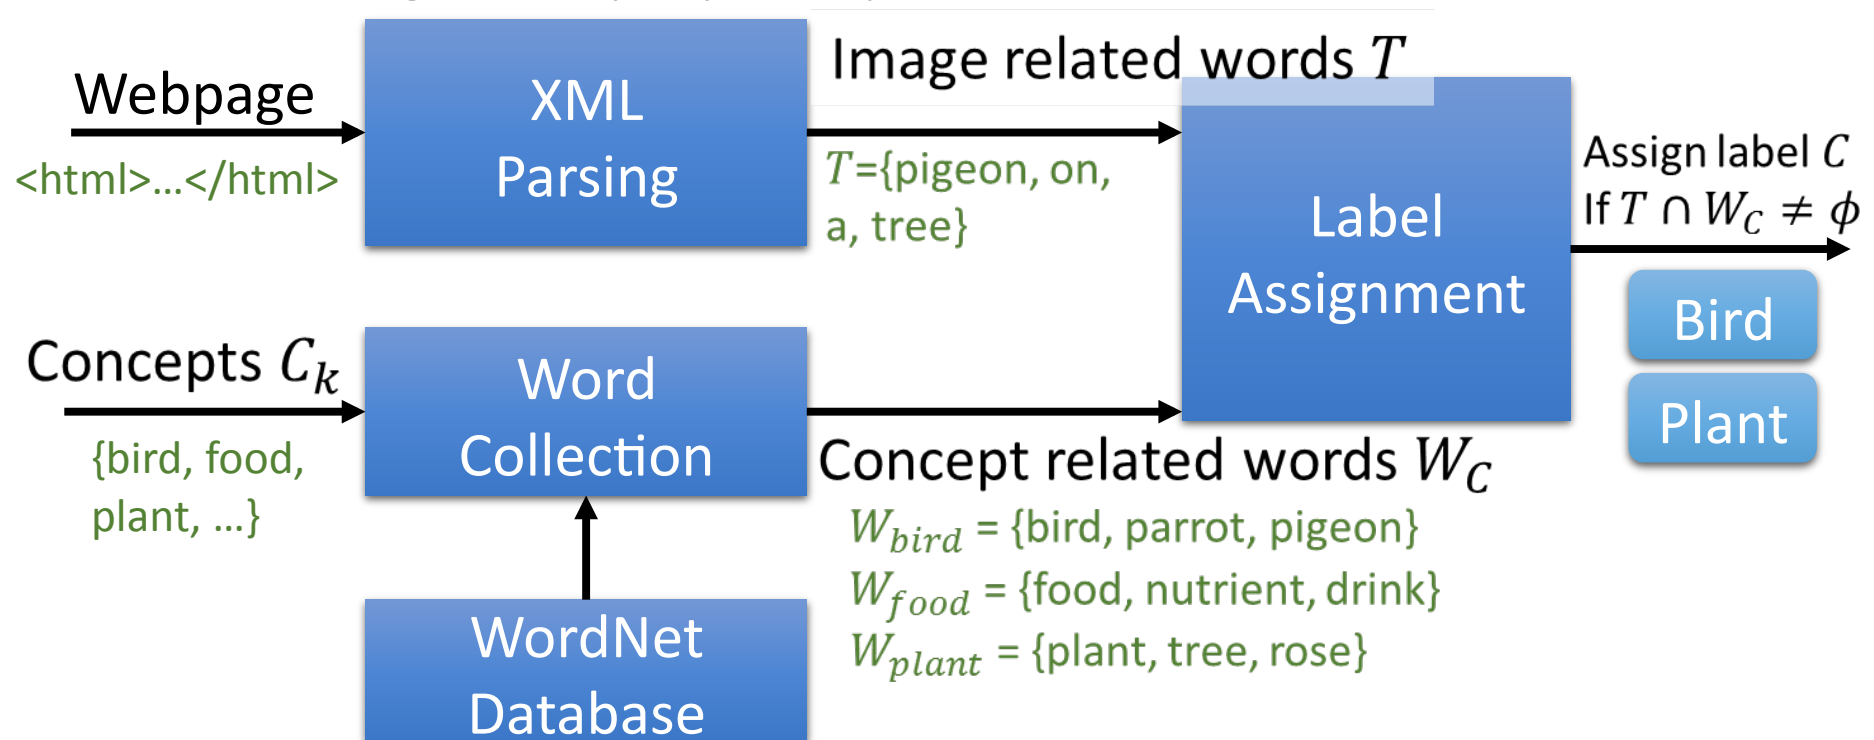 Webpage
<html>...</html>
XML
Parsing
Image related words T
T={pigeon, on,
a, tree}
Label
Assignment
Assign label C
If T ∩ W_C ≠ ϕ
Bird
Plant
Concepts C_k
{bird, food,
plant, ...}
Word
Collection
Concept related words W_C
W_bird = {bird, parrot, pigeon}
W_food = {food, nutrient, drink}
W_plant = {plant, tree, rose}
WordNet
Database